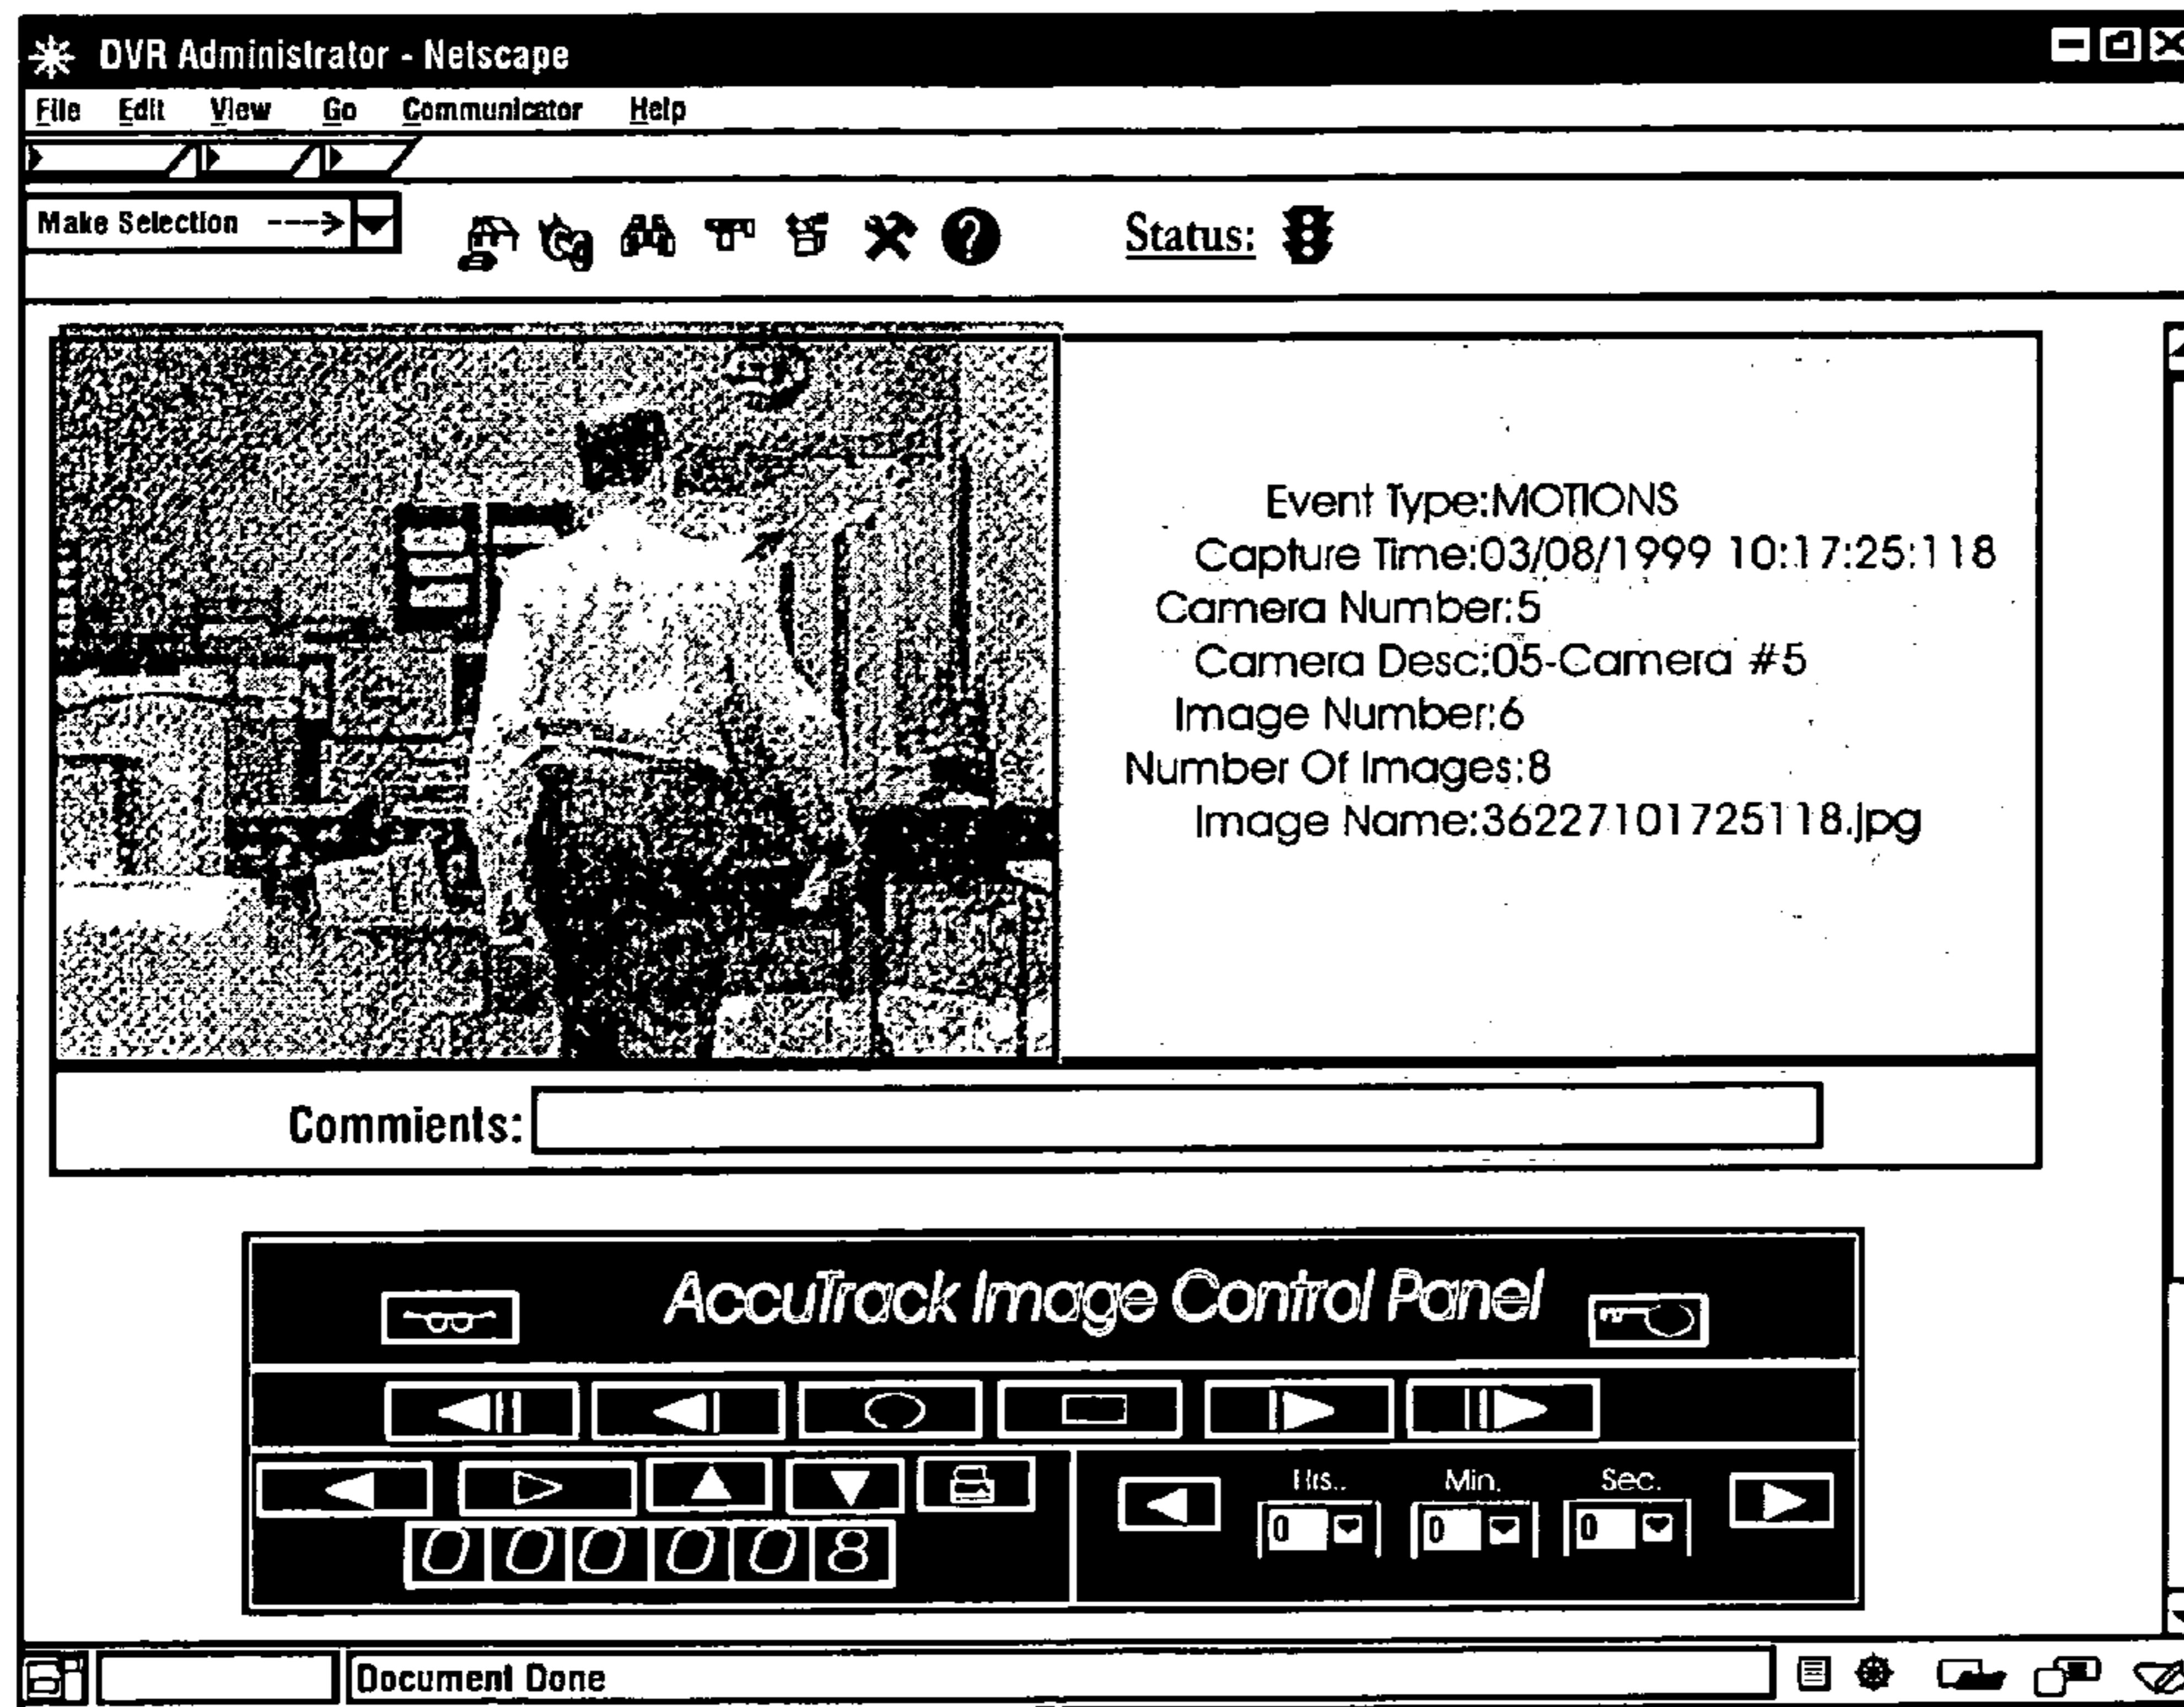 DVR Administrator - Netscape
File Edit View Go Communicator Help
Make Selection ---->
Status:
Event Type:MOTIONS
Capture Time:03/08/1999 10:17:25:118
Camera Number:5
Camera Desc:05-Camera #5
Image Number:6
Number Of Images:8
Image Name:36227101725118.jpg
Commients:
AccuTrack Image Control Panel
Hrs.. Min. Sec.
0 0 0
000008
Document Done